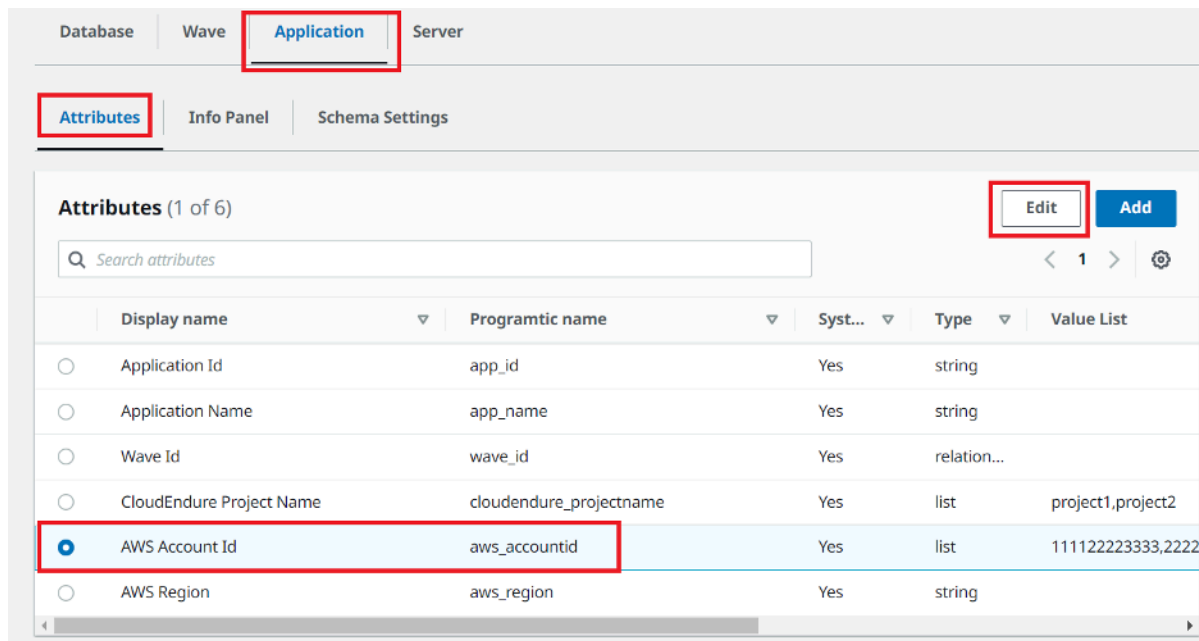 Database Wave Application Server
Attributes Info Panel Schema Settings
Attributes (1 of 6) Edit Add
Search attributes 1
Display name Programtic name Syst... Type Value List
Application Id app_id Yes string
Application Name app_name Yes string
Wave Id wave_id Yes relation...
CloudEndure Project Name cloudendure_projectname Yes list project1,project2
AWS Account Id aws_accountid Yes list 111122223333,2222
AWS Region aws_region Yes string